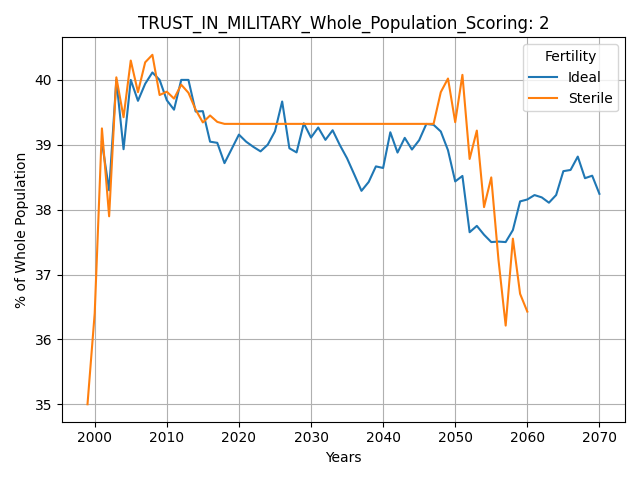 TRUST_IN_MILITARY_Whole_Population_Scoring: 2
Fertility
Ideal
Sterile
% of Whole Population
40
39
38
37
36
35
2000 2010 2020 2030 2040 2050 2060 2070
Years